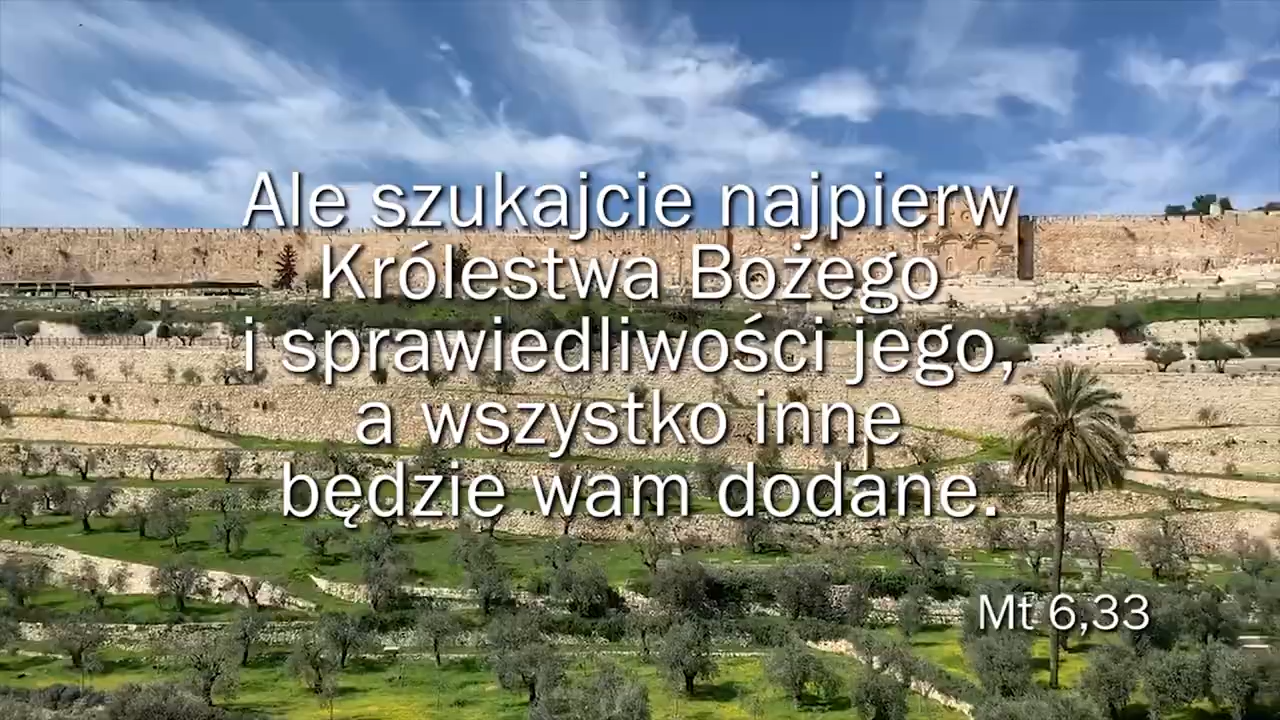 Ale szukajcie najpierw
Królestwa Bożego
i sprawiedliwości jego,
a wszystko inne
będzie wam dodane.
Mt 6,33